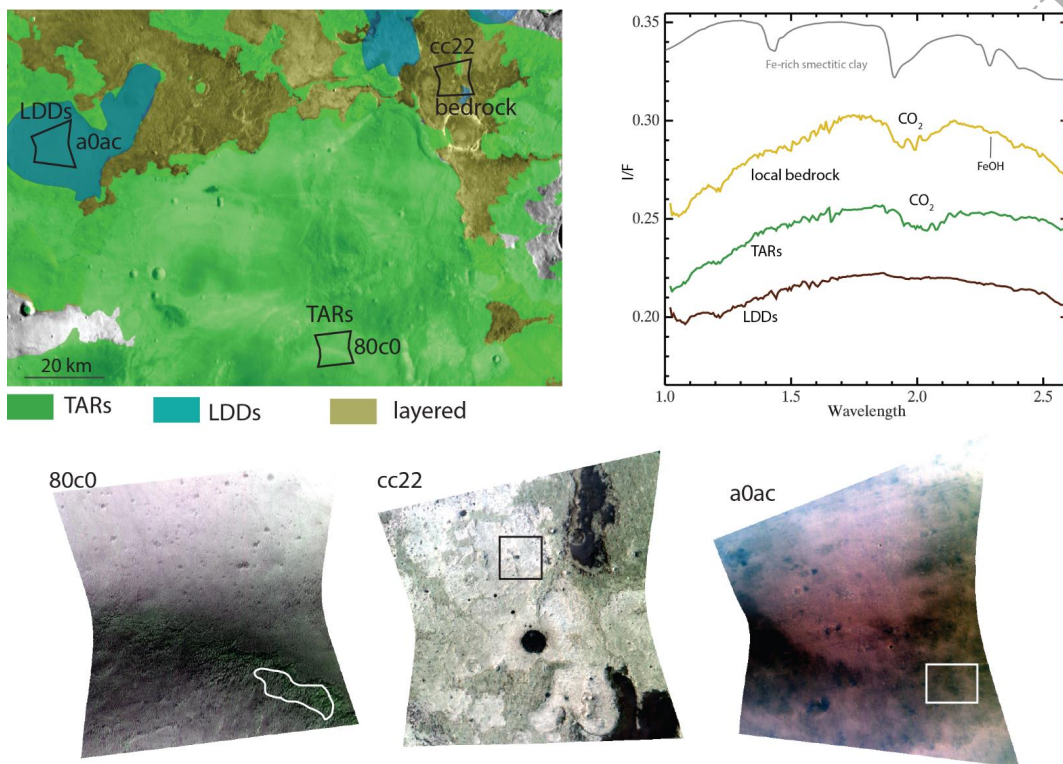 LDDs
a0ac
cc22
bedrock
TARs
80c0
20 km
TARs
LDDs
layered
0.35
0.30
0.25
0.20
I/F
Fe-rich smectitic clay
CO2
FeOH
local bedrock
CO2
TARs
LDDs
1.0
1.5
2.0
2.5
Wavelength
80c0
cc22
a0ac